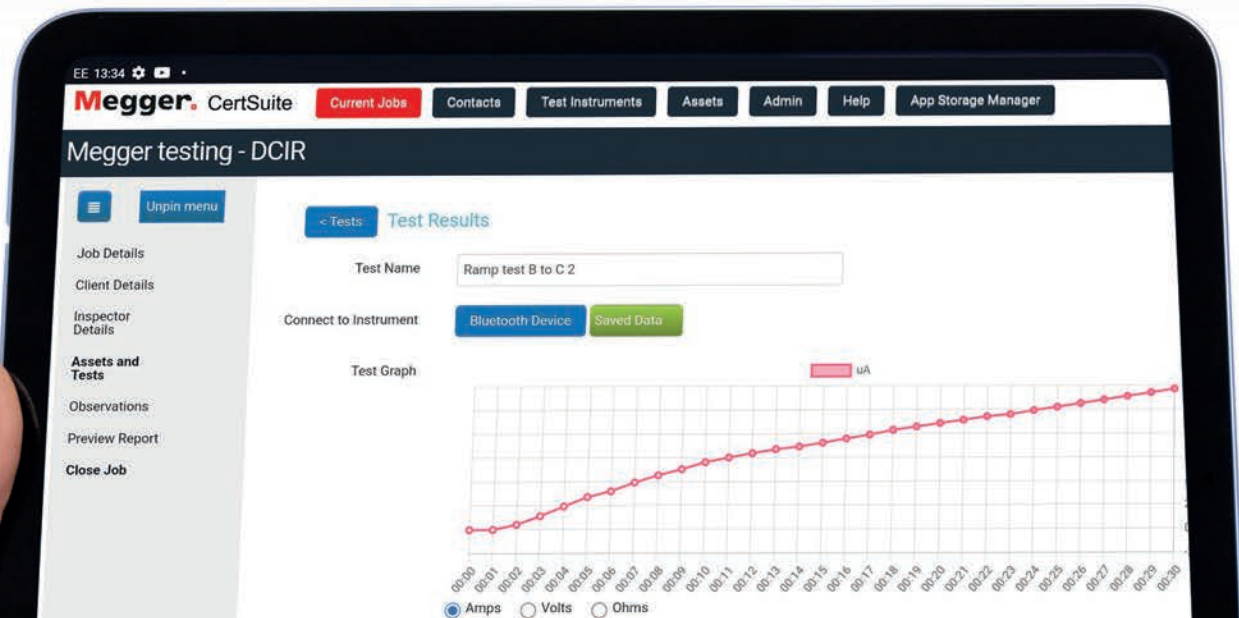 EE 13:34
Megger. CertSuite
Current Jobs
Contacts
Test Instruments
Assets
Admin
Help
App Storage Manager
Megger testing - DCIR
Unpin menu
Job Details
Client Details
Inspector
Details
Assets and
Tests
Observations
Preview Report
Close Job
< Tests
Test Results
Test Name
Ramp test B to C 2
Connect to Instrument
Bluetooth Device
Saved Data
Test Graph
uA
0
00:00 00:01 00:02 00:03 00:04 00:05 00:06 00:07 00:08 00:09 00:10 00:11 00:12 00:13 00:14 00:15 00:16 00:17 00:18 00:19 00:20 00:21 00:22 00:23 00:24 00:25 00:26 00:27 00:28 00:29 00:30
Amps
Volts
Ohms